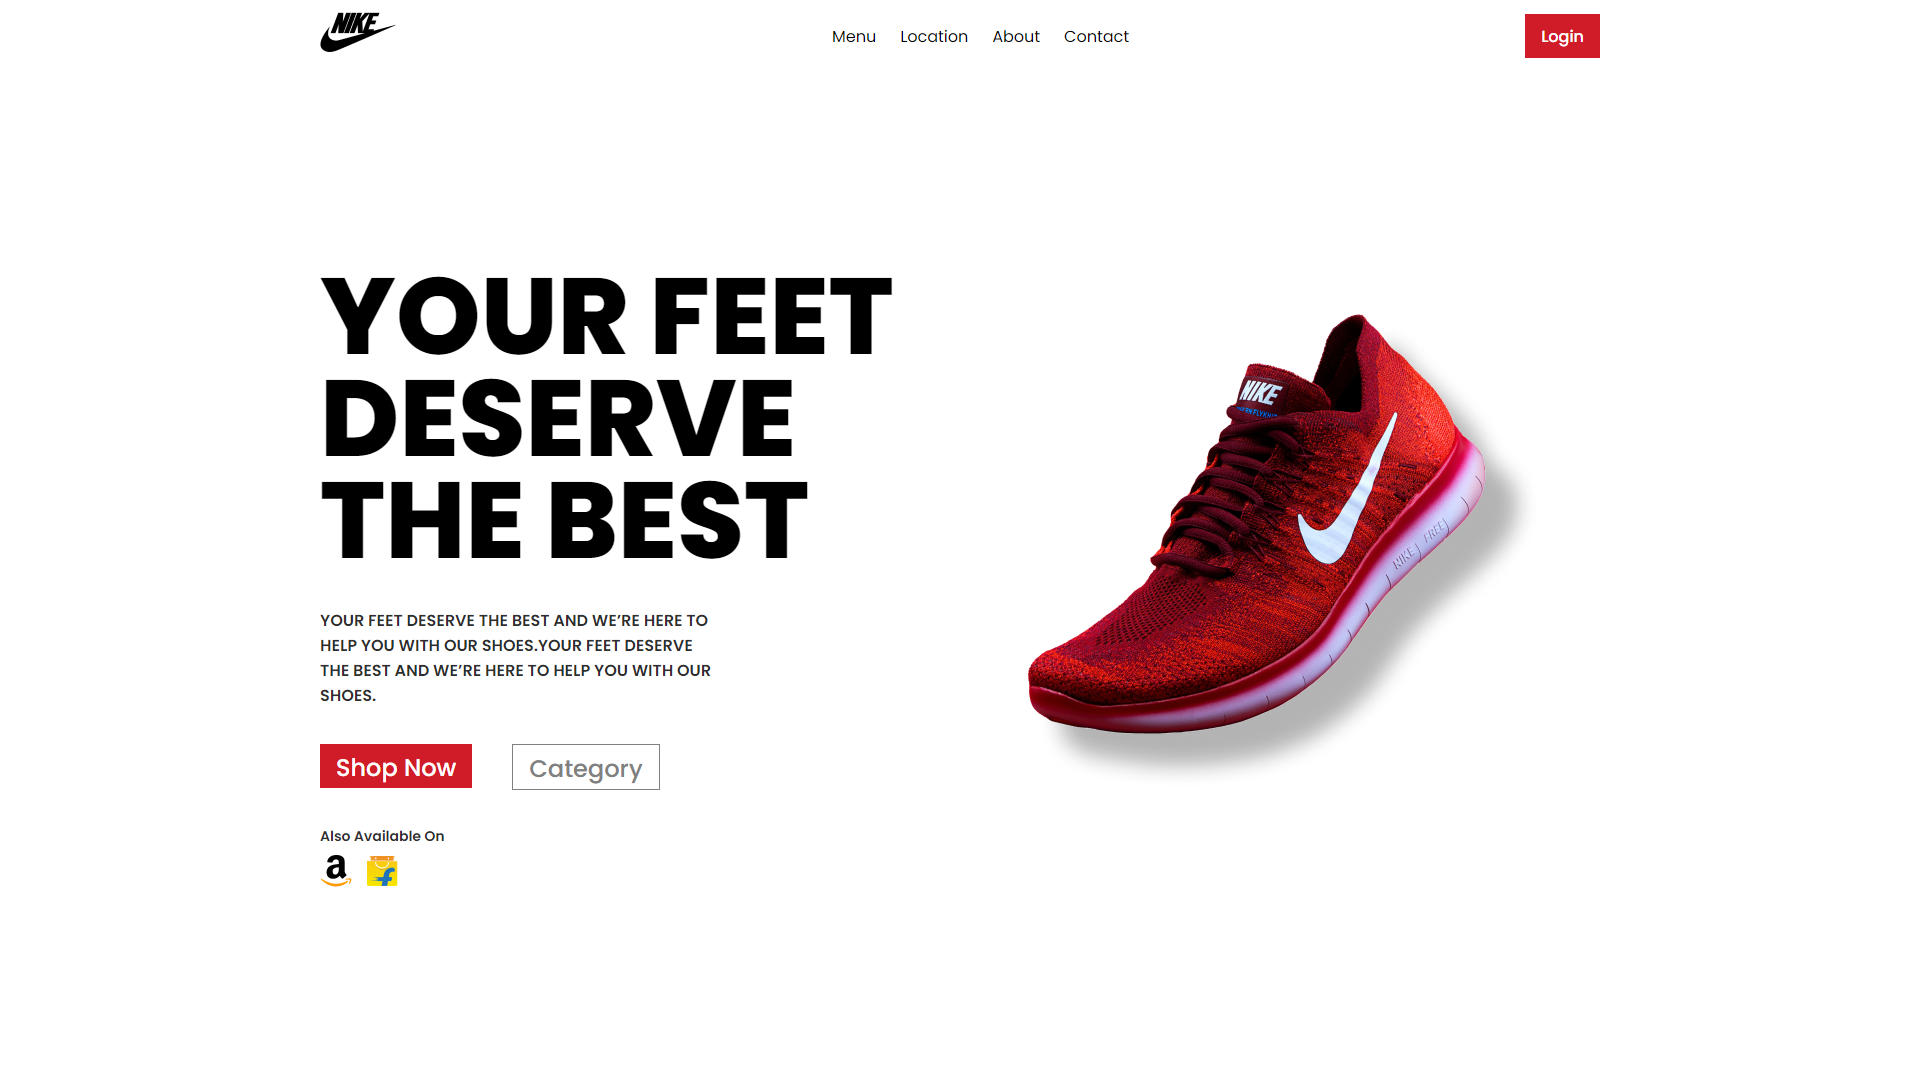 NIKE
Menu Location About Contact
Login
YOUR FEET
DESERVE
THE BEST
NIKE
NIKE FREE
YOUR FEET DESERVE THE BEST AND WE’RE HERE TO
HELP YOU WITH OUR SHOES.YOUR FEET DESERVE
THE BEST AND WE’RE HERE TO HELP YOU WITH OUR
SHOES.
Shop Now
Category
Also Available On
a
f